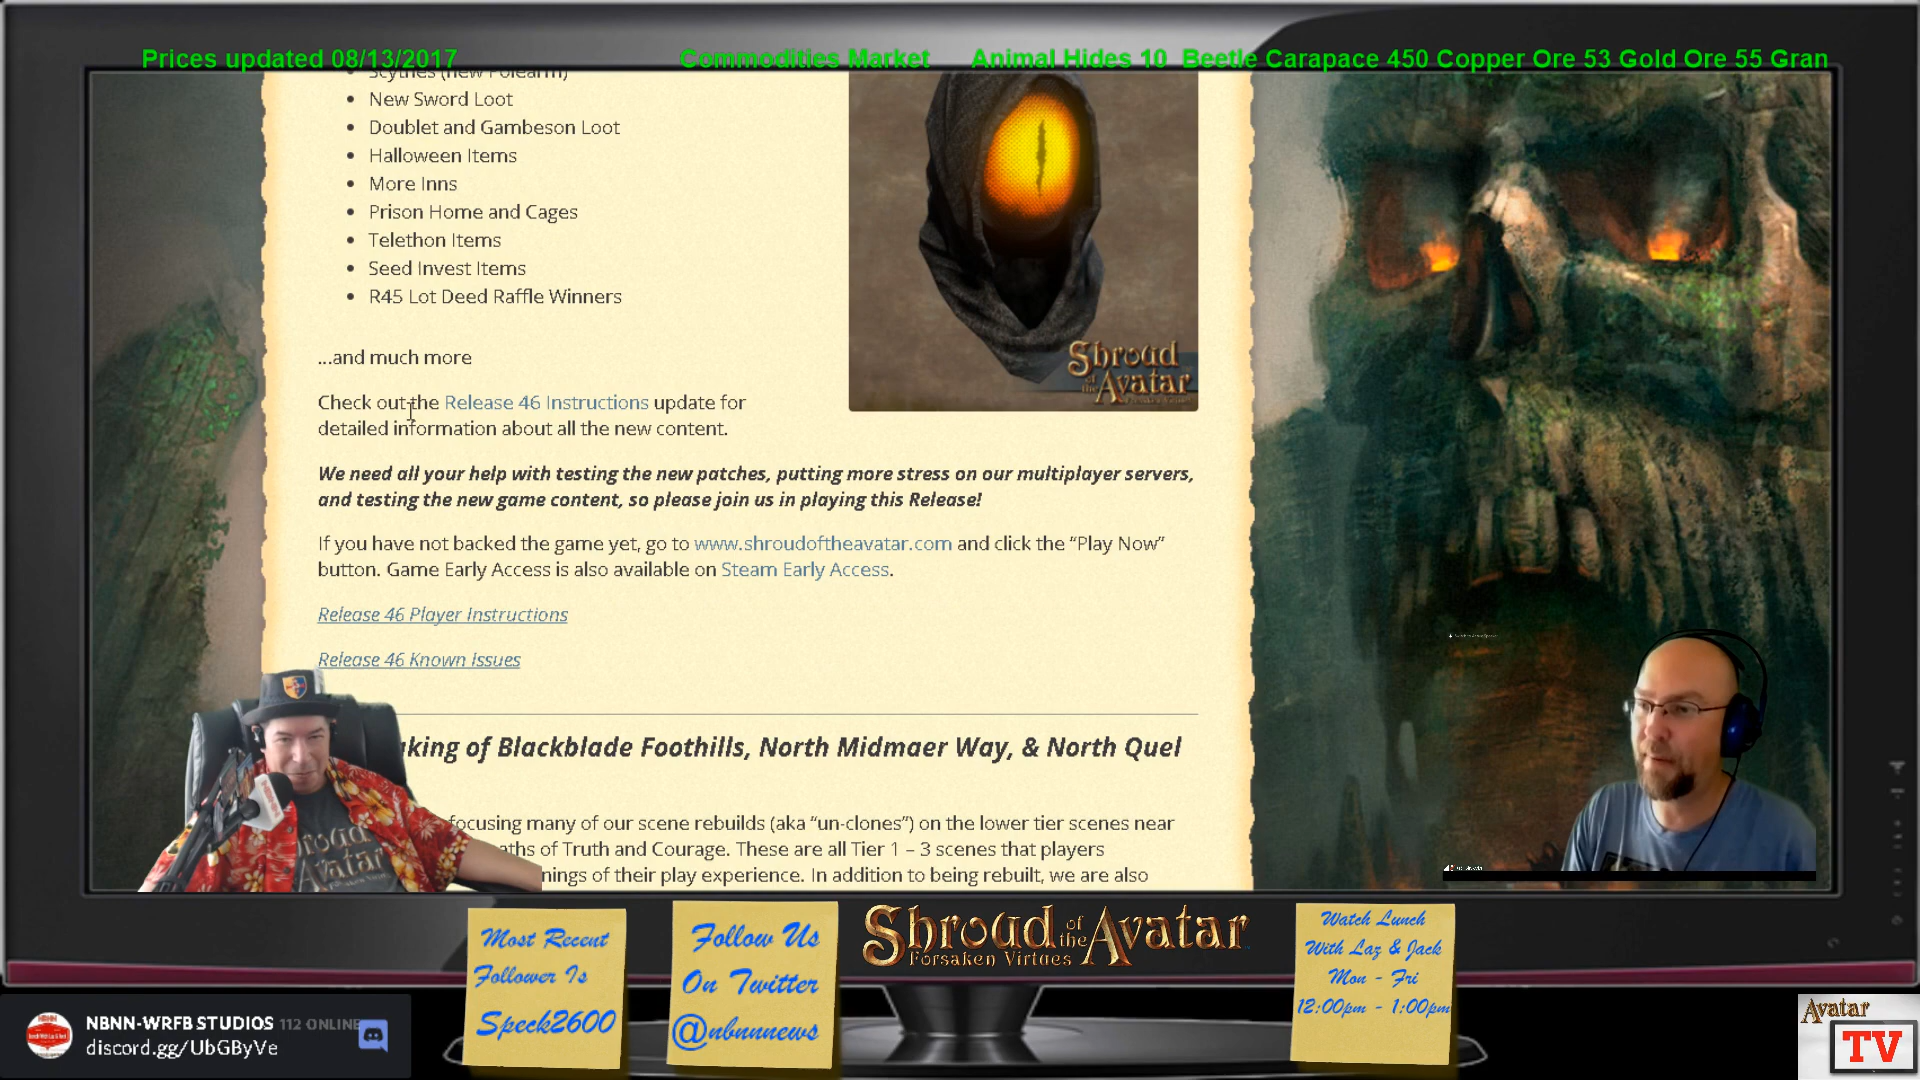 Prices updated 08/13/2017 Commodities Market Animal Hides 10 Beetle Carapace 450 Copper Ore 53 Gold Ore 55 Gran
Scythes (new Polearm)
New Sword Loot
Doublet and Gambeson Loot
Halloween Items
More Inns
Prison Home and Cages
Telethon Items
Seed Invest Items
R45 Lot Deed Raffle Winners
Shroud
of the Avatar
...and much more
Check out the Release 46 Instructions update for
detailed information about all the new content.
We need all your help with testing the new patches, putting more stress on our multiplayer servers,
and testing the new game content, so please join us in playing this Release!
If you have not backed the game yet, go to www.shroudoftheavatar.com and click the “Play Now”
button. Game Early Access is also available on Steam Early Access.
Release 46 Player Instructions
Release 46 Known Issues
king of Blackblade Foothills, North Midmaer Way, & North Quel
focusing many of our scene rebuilds (aka “un-clones”) on the lower tier scenes near
aths of Truth and Courage. These are all Tier 1 – 3 scenes that players
nings of their play experience. In addition to being rebuilt, we are also
Shroud
Avatar
Most Recent
Follower Is
Speck2600
Follow Us
On Twitter
@nbnnnews
Shroud of the Avatar
Forsaken Virtues
Watch Lunch
With Laz & Jack
Mon - Fri
12:00pm - 1:00pm
NBNN-WRFB STUDIOS 112 ONLINE
discord.gg/UbGByVe
Avatar
TV